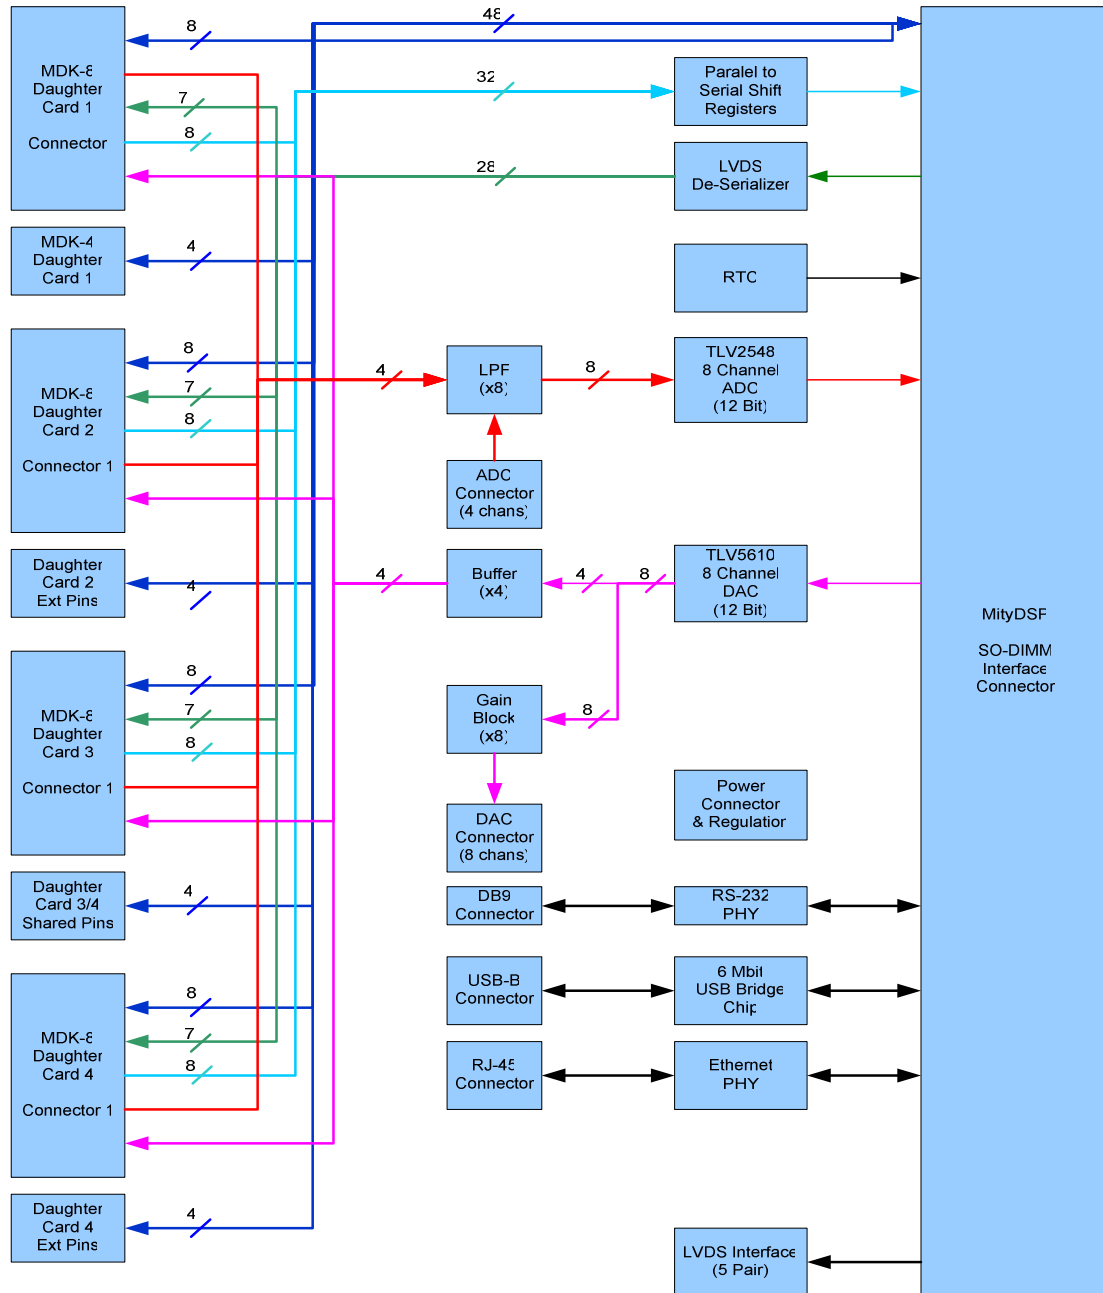 48
8
MDK-8
Daughter
Card 1
Connector
7
8
32
Paralel to
Serial Shift
Registers
28
LVDS
De-Serializer
MDK-4
Daughter
Card 1
4
RTC
MDK-8
Daughter
Card 2
Connector 1
8
7
8
4
LPF
(x8)
8
TLV2548
8 Channel
ADC
(12 Bit)
ADC
Connector
(4 chans)
Daughter
Card 2
Ext Pins
4
4
Buffer
(x4)
4
8
TLV5610
8 Channel
DAC
(12 Bit)
MityDSP
SO-DIMM
Interface
Connector
MDK-8
Daughter
Card 3
Connector 1
8
7
8
Gain
Block
(x8)
8
DAC
Connector
(8 chans)
Power
Connector
& Regulation
Daughter
Card 3/4
Shared Pins
4
DB9
Connector
RS-232
PHY
MDK-8
Daughter
Card 4
Connector 1
8
7
8
USB-B
Connector
6 Mbit
USB Bridge
Chip
RJ-45
Connector
Ethernet
PHY
Daughter
Card 4
Ext Pins
4
LVDS Interface
(5 Pair)